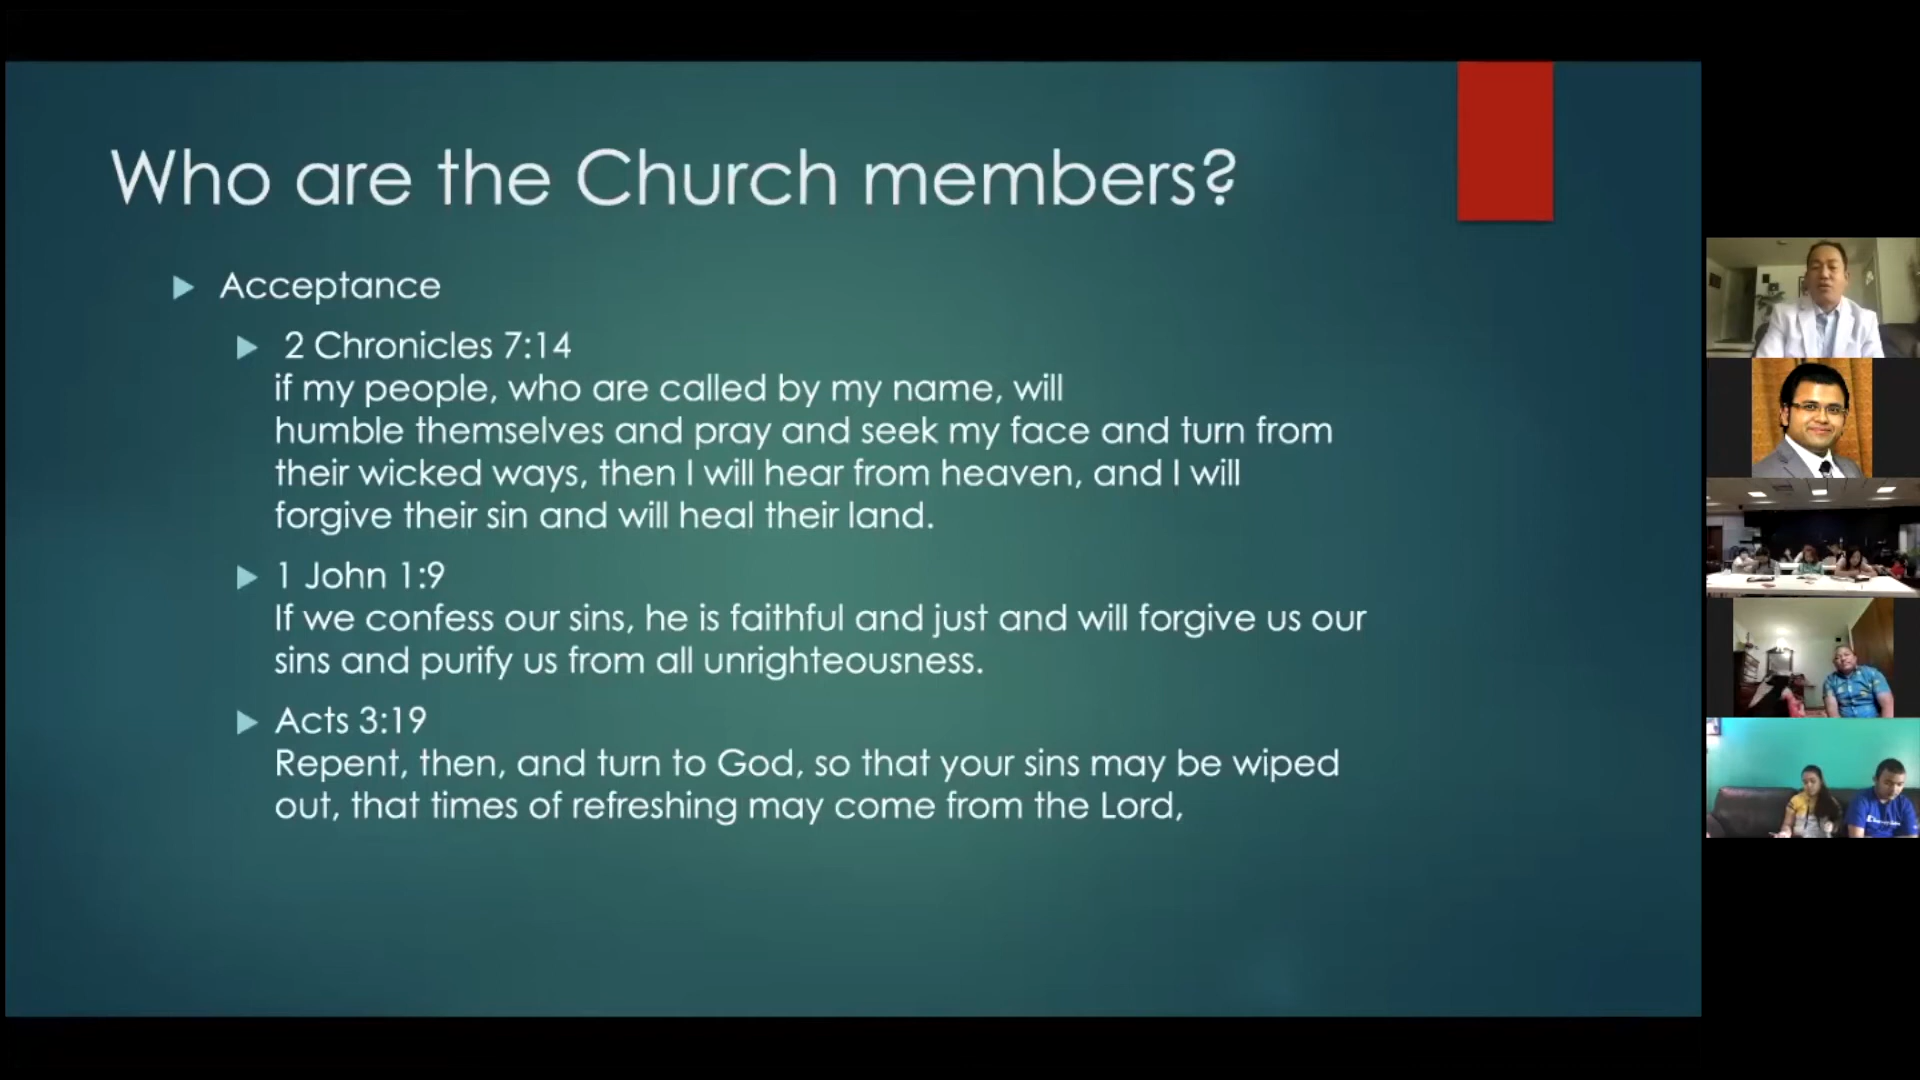 Who are the Church members?
Acceptance
2 Chronicles 7:14
if my people, who are called by my name, will
humble themselves and pray and seek my face and turn from
their wicked ways, then I will hear from heaven, and I will
forgive their sin and will heal their land.
1 John 1:9
If we confess our sins, he is faithful and just and will forgive us our
sins and purify us from all unrighteousness.
Acts 3:19
Repent, then, and turn to God, so that your sins may be wiped
out, that times of refreshing may come from the Lord,